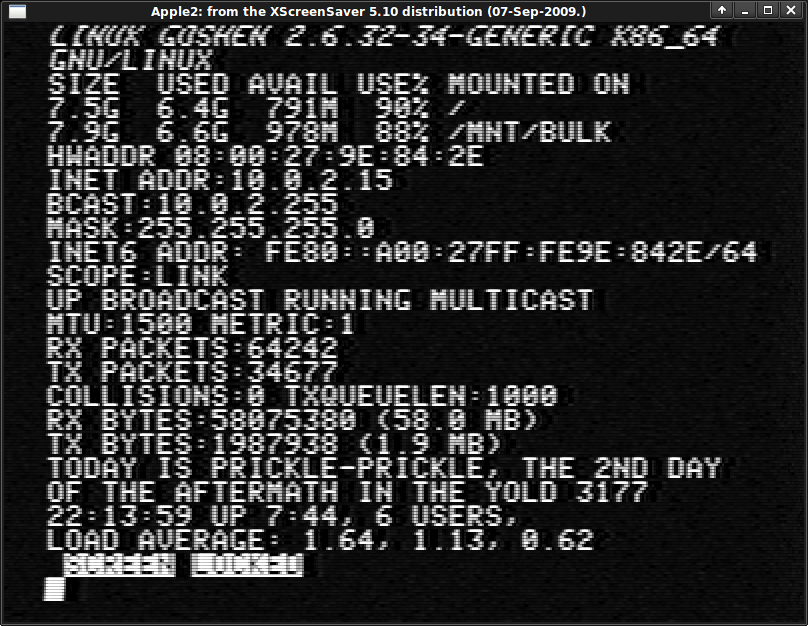 Apple2: from the XScreenSaver 5.10 distribution (07-Sep-2009.)
LINUX GOSHEN 2.6.32-34-GENERIC X86_64
GNU/LINUX
SIZE  USED AVAIL USE% MOUNTED ON
7.5G  6.4G  791M  90% /
7.9G  6.6G  978M  88% /MNT/BULK
HWADDR 08:00:27:9E:84:2E
INET ADDR:10.0.2.15
BCAST:10.0.2.255
MASK:255.255.255.0
INET6 ADDR: FE80::A00:27FF:FE9E:842E/64
SCOPE:LINK
UP BROADCAST RUNNING MULTICAST
MTU:1500 METRIC:1
RX PACKETS:64242
TX PACKETS:34677
COLLISIONS:0 TXQUEUELEN:1000
RX BYTES:58075380 (58.0 MB)
TX BYTES:1987938 (1.9 MB)
TODAY IS PRICKLE-PRICKLE, THE 2ND DAY
OF THE AFTERMATH IN THE YOLD 3177
22:13:59 UP 7:44, 6 USERS,
LOAD AVERAGE: 1.64, 1.13, 0.62
SCREEN LOCKED